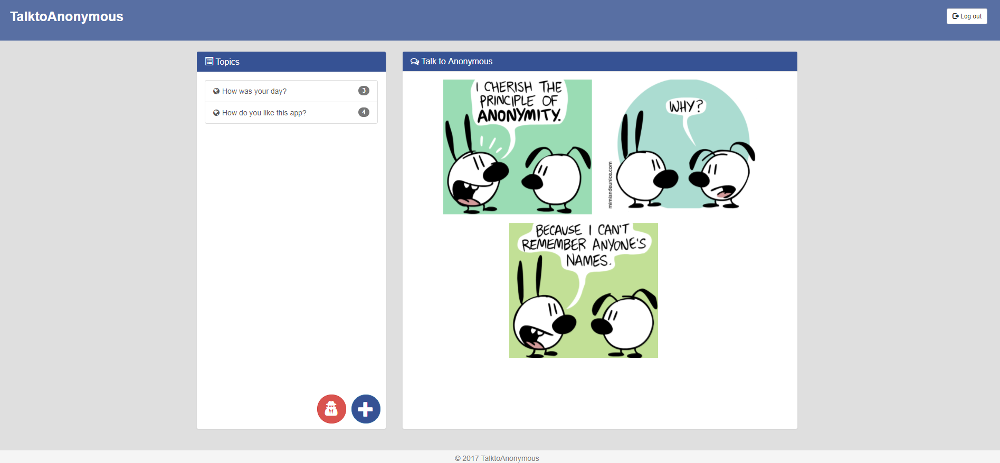 TalktoAnonymous
Log out
Topics
How was your day?
3
How do you like this app?
4
Talk to Anonymous
I CHERISH THE
PRINCIPLE OF
ANONYMITY.
WHY?
mimiandeunice.com
BECAUSE I CAN'T
REMEMBER ANYONE'S
NAMES.
© 2017 TalktoAnonymous